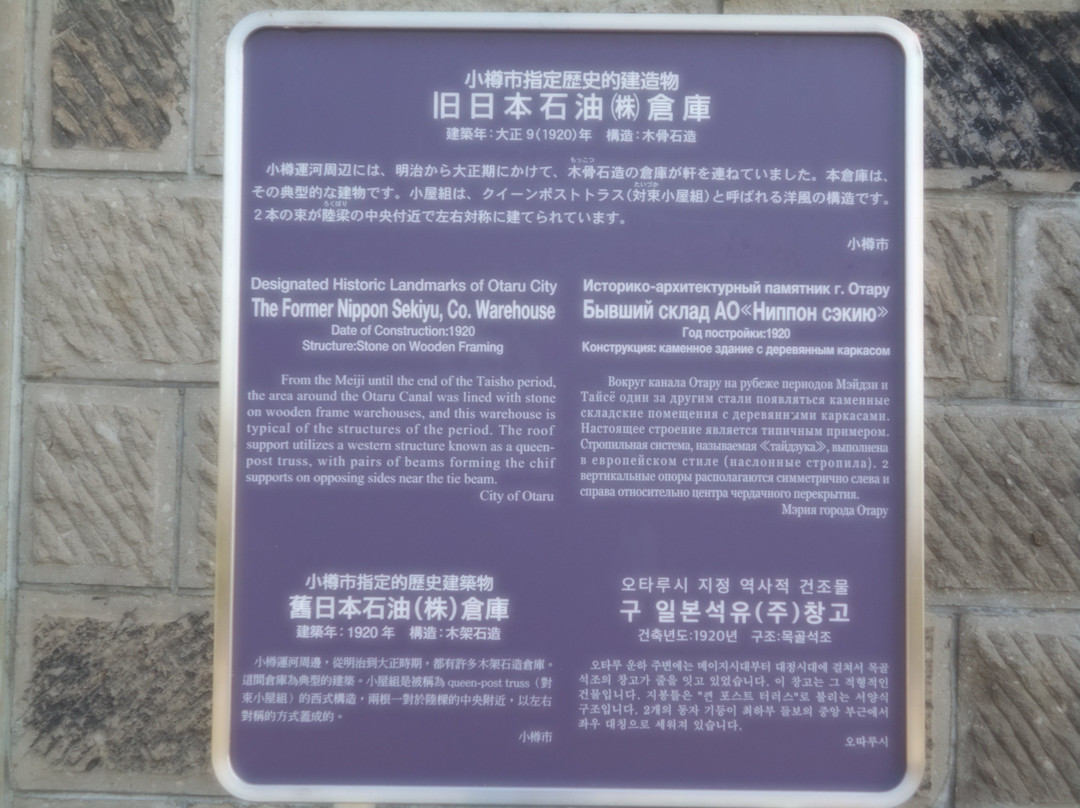 小樽市指定歴史的建造物
旧日本石油㈱倉庫
建築年:大正9(1920)年 構造:木骨石造
小樽運河周辺には、明治から大正期にかけて、木骨石造の倉庫が軒を連ねていました。本倉庫は、
もっこつ
その典型的な建物です。小屋組は、クイーンポストトラス(対束小屋組)と呼ばれる洋風の構造です。
たいづか
2本の束が陸梁の中央付近で左右対称に建てられています。
ろくばり
小樽市
Designated Historic Landmarks of Otaru City
The Former Nippon Sekiyu, Co. Warehouse
Date of Construction:1920
Structure:Stone on Wooden Framing
From the Meiji until the end of the Taisho period,
the area around the Otaru Canal was lined with stone
on wooden frame warehouses, and this warehouse is
typical of the structures of the period. The roof
support utilizes a western structure known as a queen-
post truss, with pairs of beams forming the chif
supports on opposing sides near the tie beam.
City of Otaru
Историко-архитектурный памятник г. Отару
Бывший склад АО《Ниппон сэкию》
Год постройки:1920
Конструкция: каменное здание с деревянным каркасом
Вокруг канала Отару на рубеже периодов Мэйдзи и
Тайсё один за другим стали появляться каменные
складские помещения с деревянными каркасами.
Настоящее строение является типичным примером.
Стропильная система, называемая《тайдзука》, выполнена
в европейском стиле (наслонные стропила). 2
вертикальные опоры располагаются симметрично слева и
справа относительно центра чердачного перекрытия.
Мэрия города Отару
小樽市指定的歷史建築物
舊日本石油(株)倉庫
建築年:1920年 構造:木架石造
小樽運河周邊,從明治到大正時期,都有許多木架石造倉庫。
這間倉庫為典型的建築。小屋組是被稱為 queen-post truss(對
束小屋組)的西式構造,兩根一對於陸樑的中央附近,以左右
對稱的方式蓋成的。
小樽市
오타루시 지정 역사적 건조물
구 일본석유(주)창고
건축년도:1920년 구조:목골석조
오타루 운하 주변에는 메이지시대부터 대정시대에 걸쳐서 목골
석조의 창고가 줄을 잇고 있었습니다. 이 창고는 그 적형적인
건물입니다. 지붕틀은 "퀸 포스트 터러스"로 불리는 서양식
구조입니다. 2개의 동자 기둥이 최하부 들보의 중앙 부근에서
좌우 대칭으로 세워져 있습니다.
오따루시